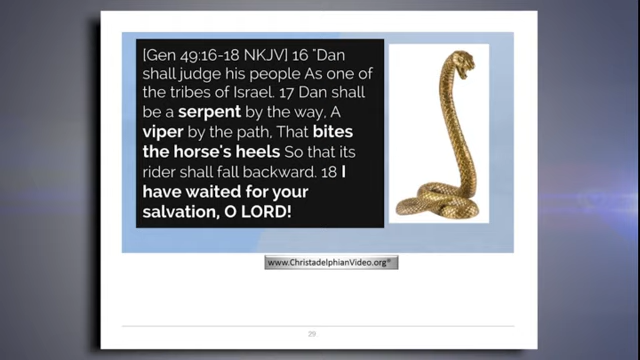 [Gen 49:16-18 NKJV] 16 "Dan
shall judge his people As one of
the tribes of Israel. 17 Dan shall
be a serpent by the way, A
viper by the path, That bites
the horse's heels So that its
rider shall fall backward. 18 I
have waited for your
salvation, O LORD!
www.ChristadelphianVideo.org®
29